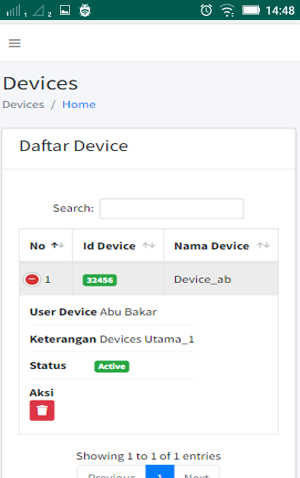 1 2 14:48
Devices
Devices / Home
Daftar Device
Search:
No Id Device Nama Device
1 32456 Device_ab
User Device Abu Bakar
Keterangan Devices Utama_1
Status Active
Aksi
Showing 1 to 1 of 1 entries
Previous 1 Next